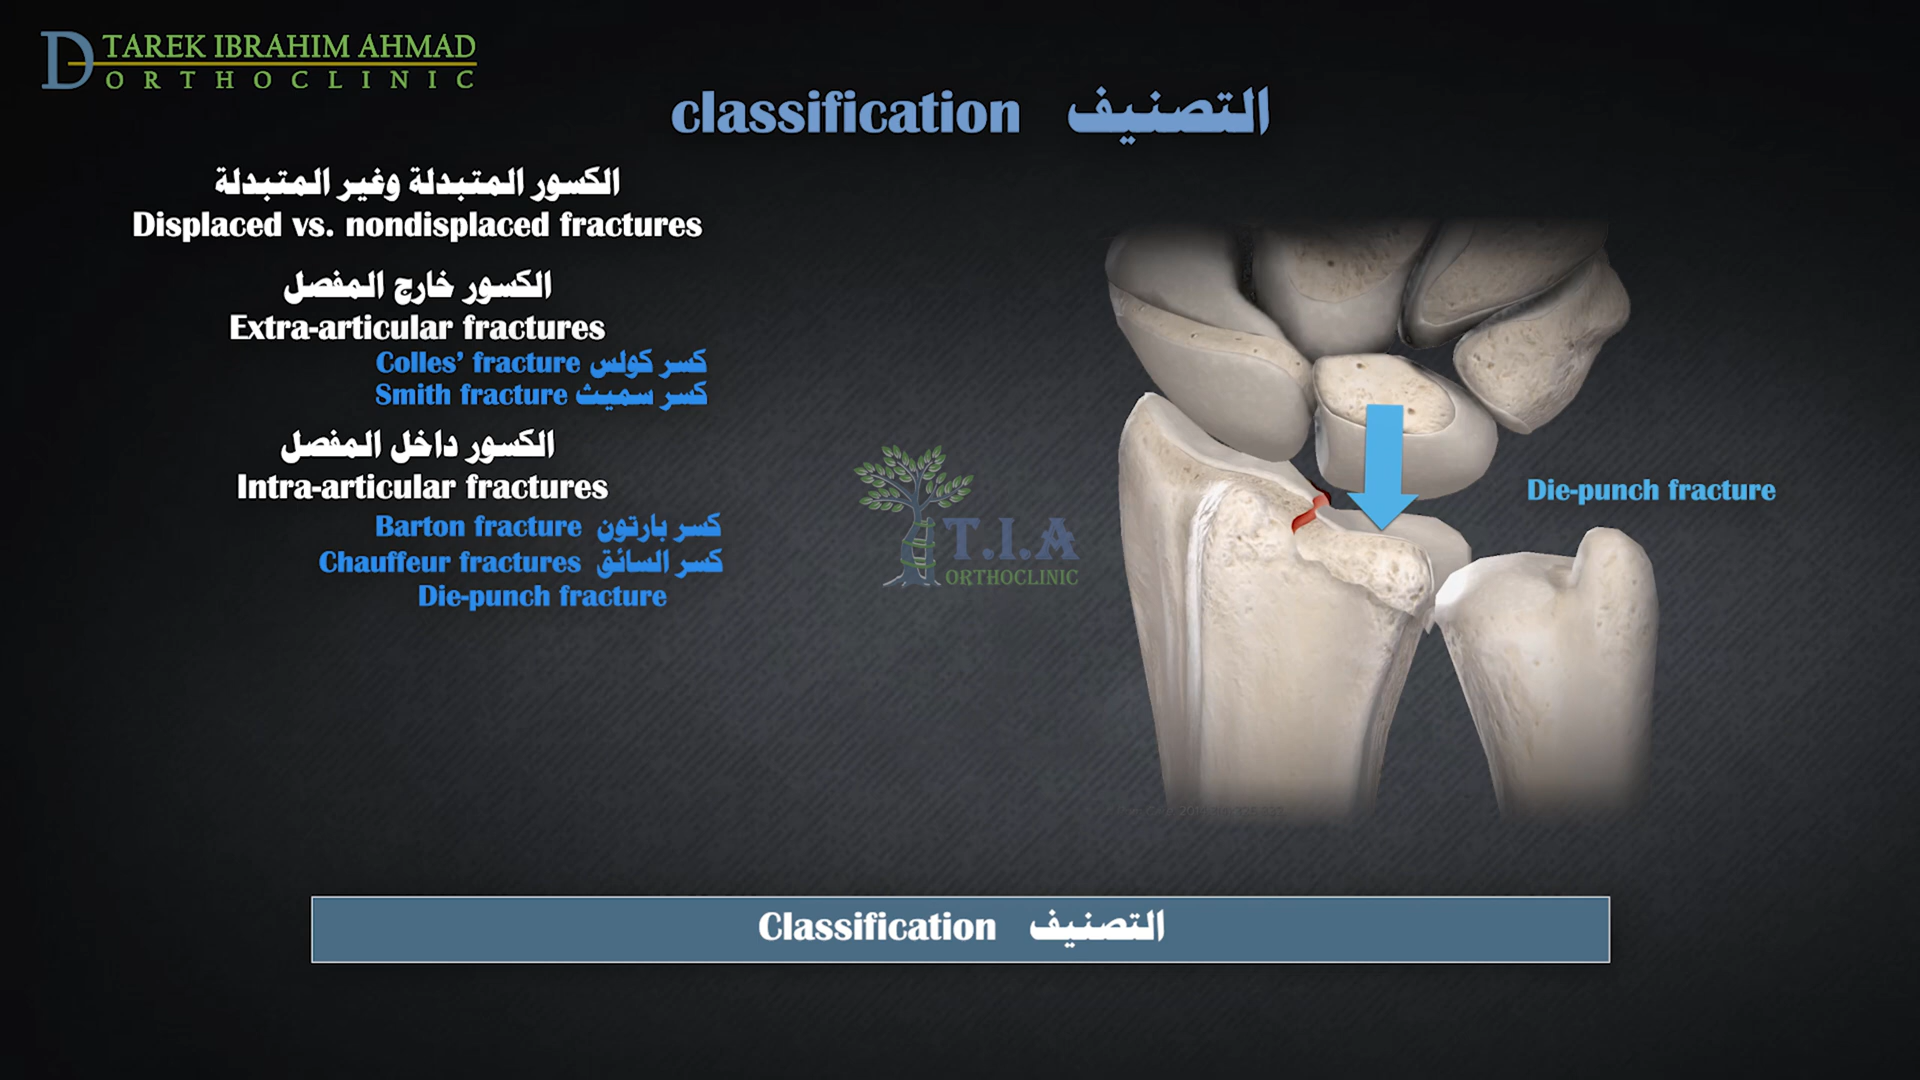 D TAREK IBRAHIM AHMAD
ORTHOCLINIC
classification التصنيف
الكسور المتبدلة وغير المتبدلة
Displaced vs. nondisplaced fractures
الكسور خارج المفصل
Extra-articular fractures
Colles’ fracture كسر كولس
Smith fracture كسر سميث
الكسور داخل المفصل
Intra-articular fractures
Barton fracture كسر بارتون
Chauffeur fractures كسر السائق
Die-punch fracture
T.I.A
ORTHOCLINIC
Die-punch fracture
Classification التصنيف